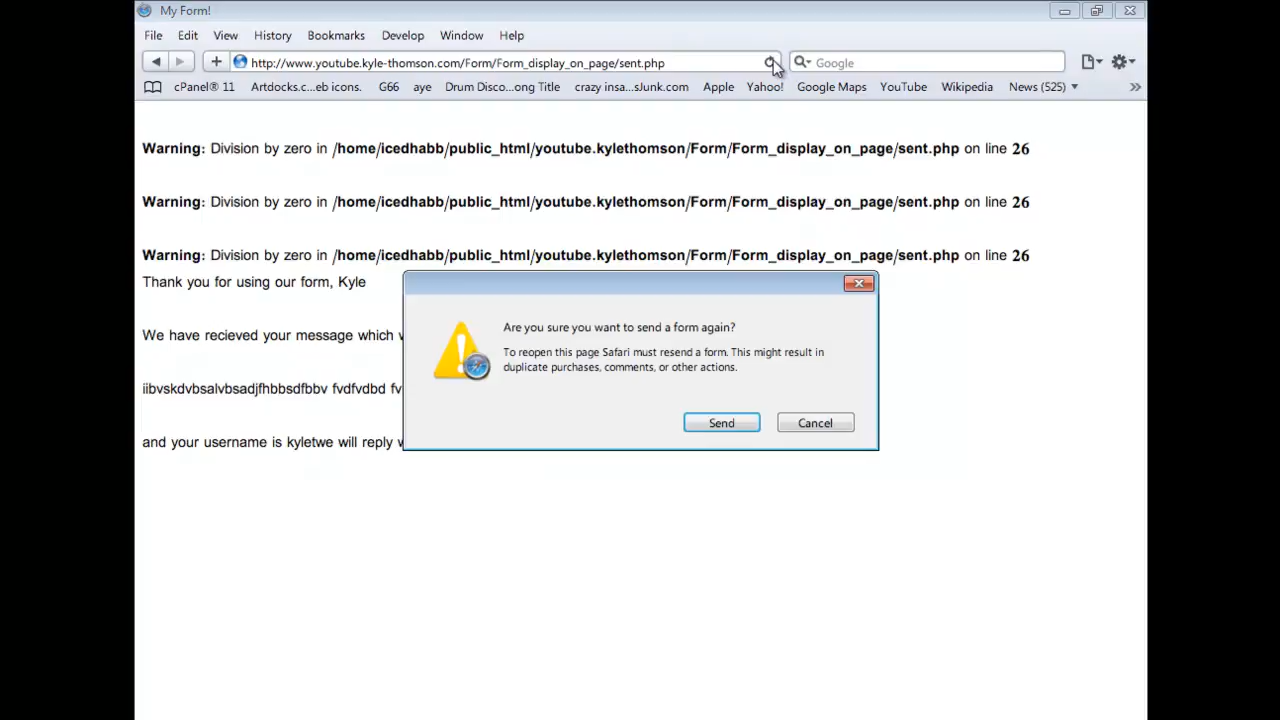 My Form!
File Edit View History Bookmarks Develop Window Help
http://www.youtube.kyle-thomson.com/Form/Form_display_on_page/sent.php
Google
cPanel® 11 Artdocks.c...eb icons. G66 aye Drum Disco...ong Title crazy insa...sJunk.com Apple Yahoo! Google Maps YouTube Wikipedia News (525)
Warning: Division by zero in /home/icedhabb/public_html/youtube.kylethomson/Form/Form_display_on_page/sent.php on line 26
Warning: Division by zero in /home/icedhabb/public_html/youtube.kylethomson/Form/Form_display_on_page/sent.php on line 26
Warning: Division by zero in /home/icedhabb/public_html/youtube.kylethomson/Form/Form_display_on_page/sent.php on line 26
Thank you for using our form, Kyle
We have recieved your message which w
iibvskdvbsalvbsadjfhbbsdfbbv fvdfvdbd fv
and your username is kyletwe will reply w
Are you sure you want to send a form again?
To reopen this page Safari must resend a form. This might result in
duplicate purchases, comments, or other actions.
Send Cancel